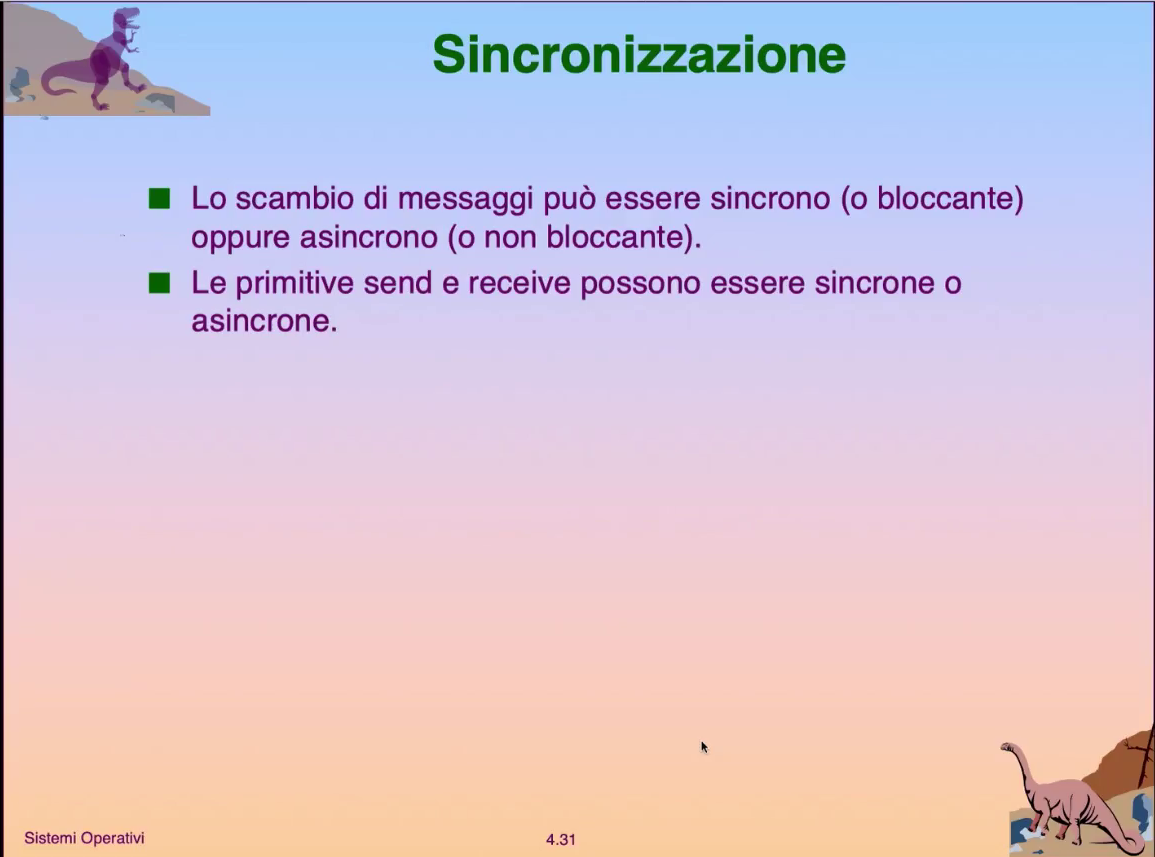 Sincronizzazione
Lo scambio di messaggi può essere sincrono (o bloccante)
oppure asincrono (o non bloccante).
Le primitive send e receive possono essere sincrone o
asincrone.
Sistemi Operativi
4.31